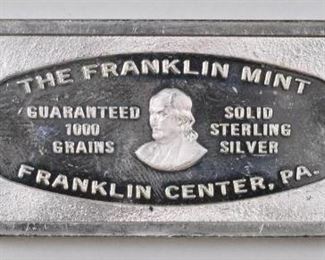 THE FRANKLIN MINT
GUARANTEED
1000
GRAINS
SOLID
STERLING
SILVER
FRANKLIN CENTER, PA.